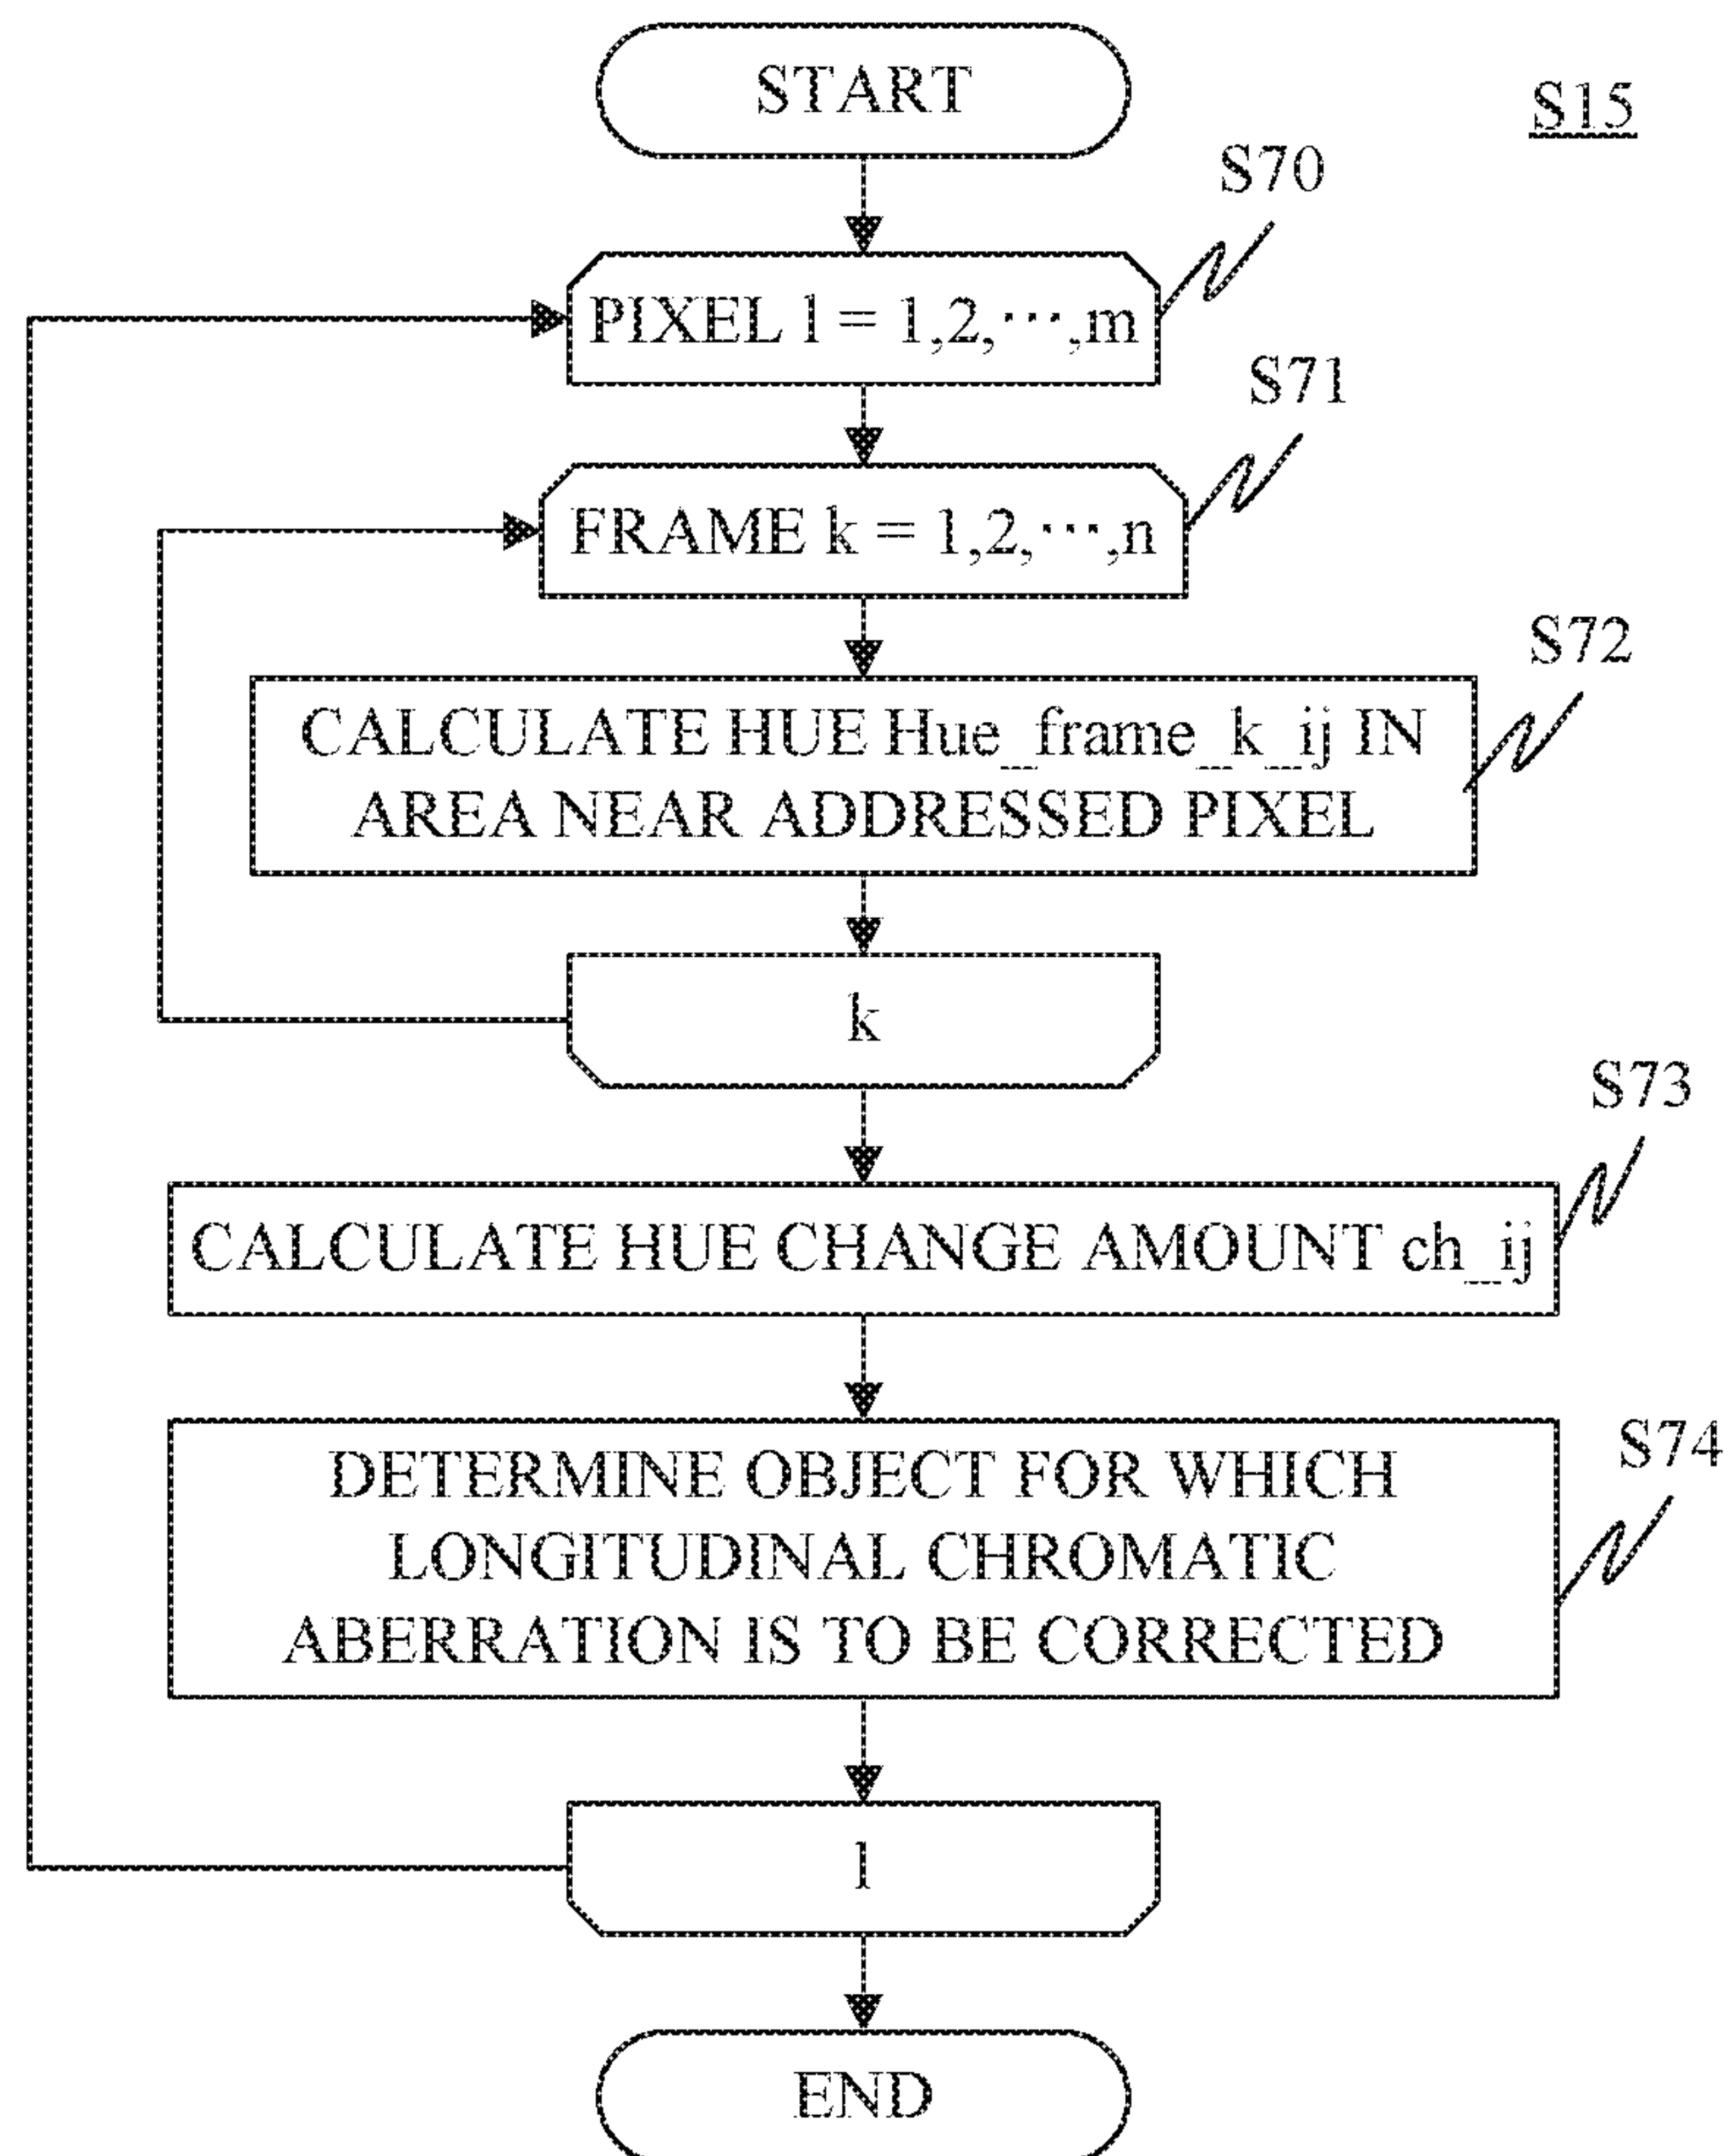 START
S15
S70
PIXEL l = 1,2,⋯,m
S71
FRAME k = 1,2,⋯,n
S72
CALCULATE HUE Hue_frame_k_ij IN
AREA NEAR ADDRESSED PIXEL
k
S73
CALCULATE HUE CHANGE AMOUNT ch_ij
S74
DETERMINE OBJECT FOR WHICH
LONGITUDINAL CHROMATIC
ABERRATION IS TO BE CORRECTED
l
END